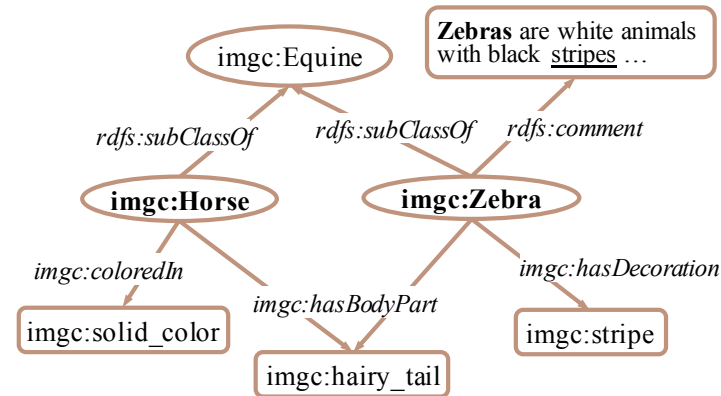 imgc:Equine
Zebras are white animals
with black stripes …
rdfs:subClassOf
rdfs:subClassOf
rdfs:comment
imgc:Horse
imgc:Zebra
imgc:coloredIn
imgc:hasBodyPart
imgc:hasDecoration
imgc:solid_color
imgc:hairy_tail
imgc:stripe